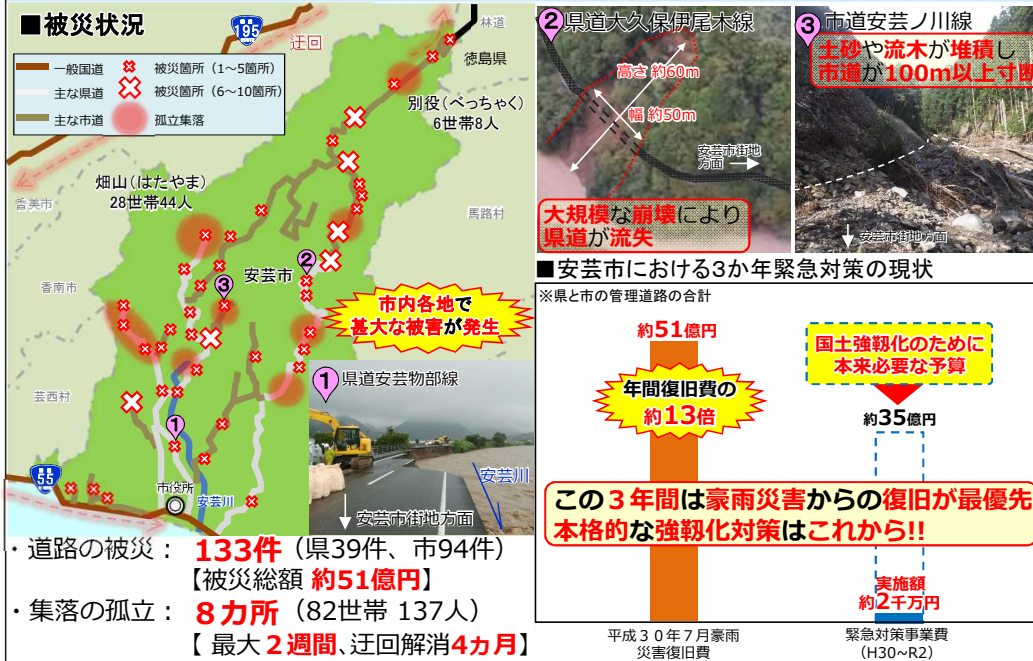 ■被災状況
195
迂回
林道
徳島県
一般国道
主な県道
主な市道
被災箇所（1～5箇所）
被災箇所（6～10箇所）
孤立集落
別役（べっちゃく）
6世帯8人
畑山（はたやま）
28世帯44人
香美市
馬路村
香南市
安芸市
芸西村
市役所
安芸川
55
1
2
3
市内各地で
甚大な被害が発生
1 県道安芸物部線
安芸川
安芸市街地方面
・道路の被災： 133件（県39件、市94件）
【被災総額 約51億円】
・集落の孤立： 8カ所（82世帯 137人）
【 最大２週間、迂回解消4ヵ月】
2 県道大久保伊尾木線
高さ 約60m
幅 約50m
安芸市街地
方面
大規模な崩壊により
県道が流失
3 市道安芸ノ川線
土砂や流木が堆積し
市道が100m以上寸断
安芸市街地方面
■安芸市における3か年緊急対策の現状
※県と市の管理道路の合計
約51億円
年間復旧費の
約13倍
国土強靱化のために
本来必要な予算
約35億円
この３年間は豪雨災害からの復旧が最優先
本格的な強靱化対策はこれから!!
実施額
約2千万円
平成３０年７月豪雨
災害復旧費
緊急対策事業費
（H30~R2）